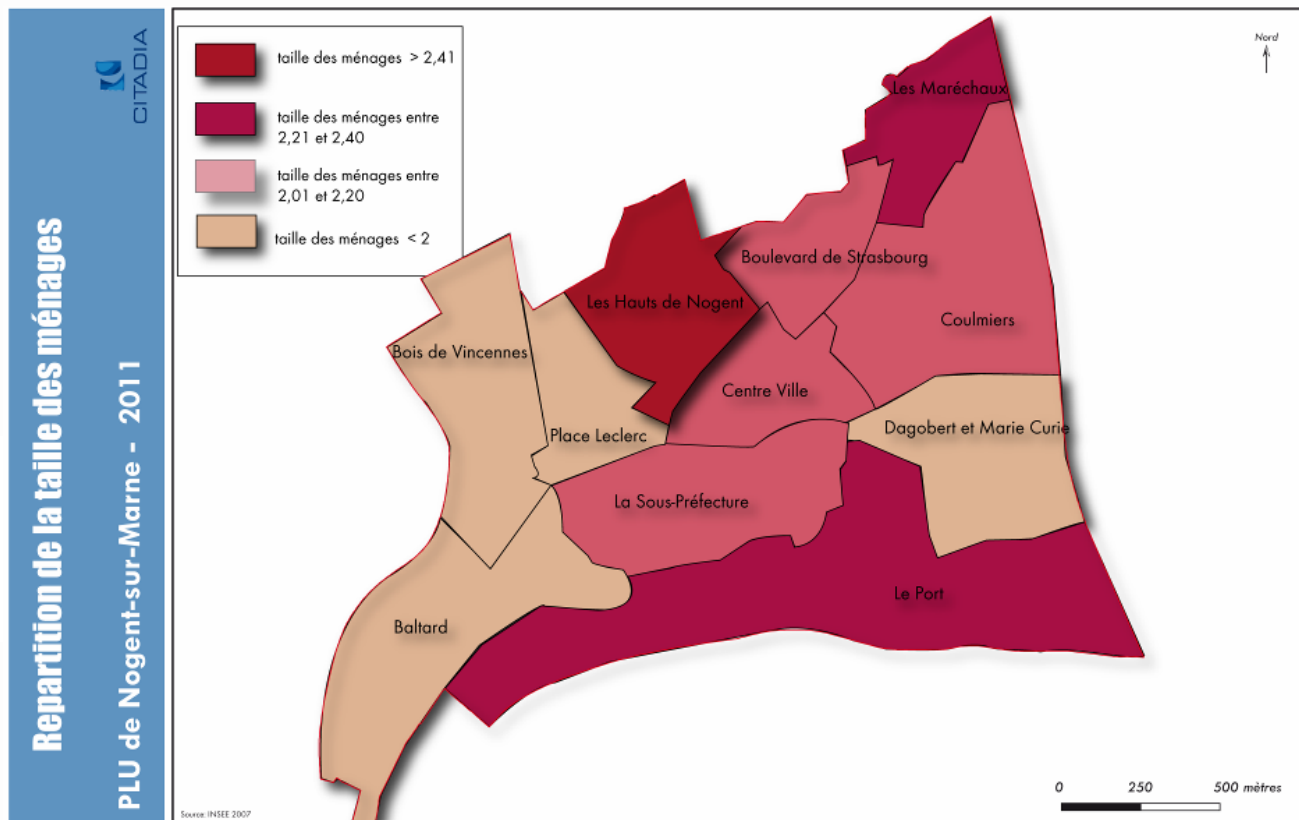 Repartition de la taille des ménages
PLU de Nogent-sur-Marne - 2011
CITADIA
taille des ménages > 2,41
taille des ménages entre
2,21 et 2,40
taille des ménages entre
2,01 et 2,20
taille des ménages < 2
Nord
Les Maréchaux
Boulevard de Strasbourg
Les Hauts de Nogent
Coulmiers
Bois de Vincennes
Centre Ville
Place Leclerc
Dagobert et Marie Curie
La Sous-Préfecture
Le Port
Baltard
0 250 500 mètres
Source: INSEE 2007